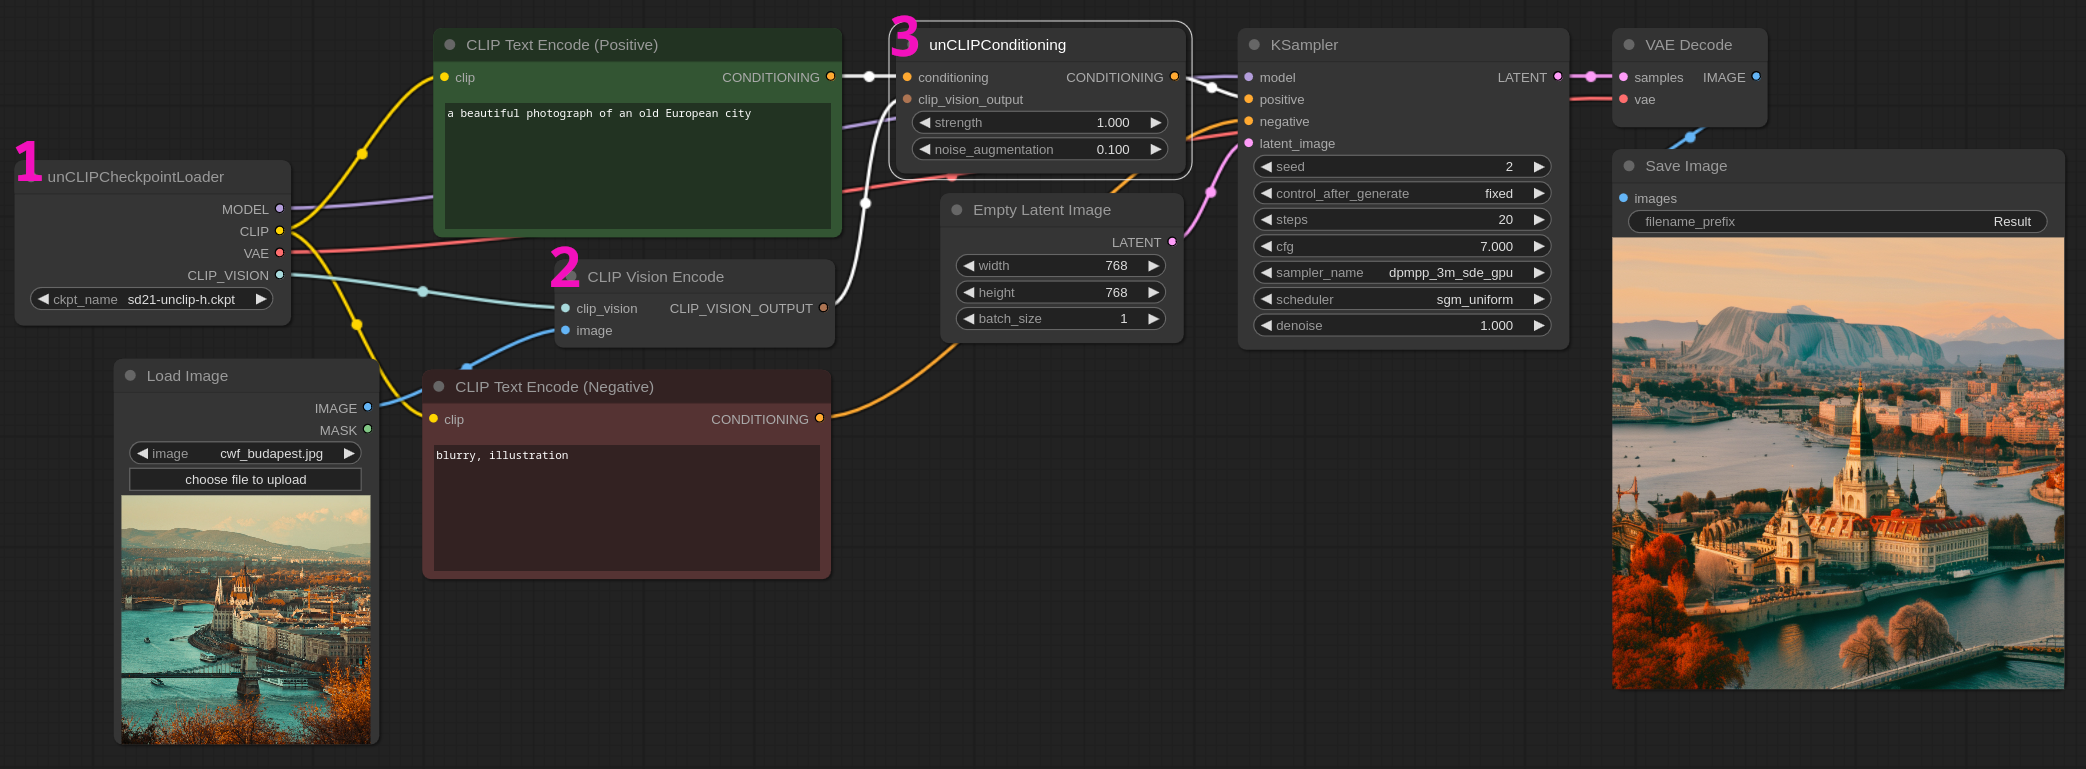 1
unCLIPCheckpointLoader
MODEL
CLIP
VAE
CLIP_VISION
ckpt_name sd21-unclip-h.ckpt
Load Image
IMAGE
MASK
image cwf_budapest.jpg
choose file to upload
CLIP Text Encode (Positive)
clip CONDITIONING
a beautiful photograph of an old European city
2
CLIP Vision Encode
clip_vision CLIP_VISION_OUTPUT
image
CLIP Text Encode (Negative)
clip CONDITIONING
blurry, illustration
3
unCLIPConditioning
conditioning CONDITIONING
clip_vision_output
strength 1.000
noise_augmentation 0.100
Empty Latent Image
LATENT
width 768
height 768
batch_size 1
KSampler
model LATENT
positive
negative
latent_image
seed 2
control_after_generate fixed
steps 20
cfg 7.000
sampler_name dpmpp_3m_sde_gpu
scheduler sgm_uniform
denoise 1.000
VAE Decode
samples IMAGE
vae
Save Image
images
filename_prefix Result